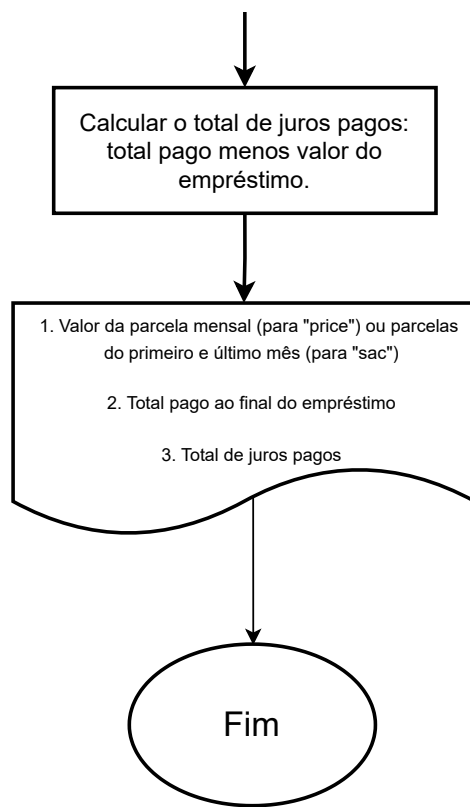 Calcular o total de juros pagos:
total pago menos valor do
empréstimo.
1. Valor da parcela mensal (para "price") ou parcelas
do primeiro e último mês (para "sac")
2. Total pago ao final do empréstimo
3. Total de juros pagos
Fim